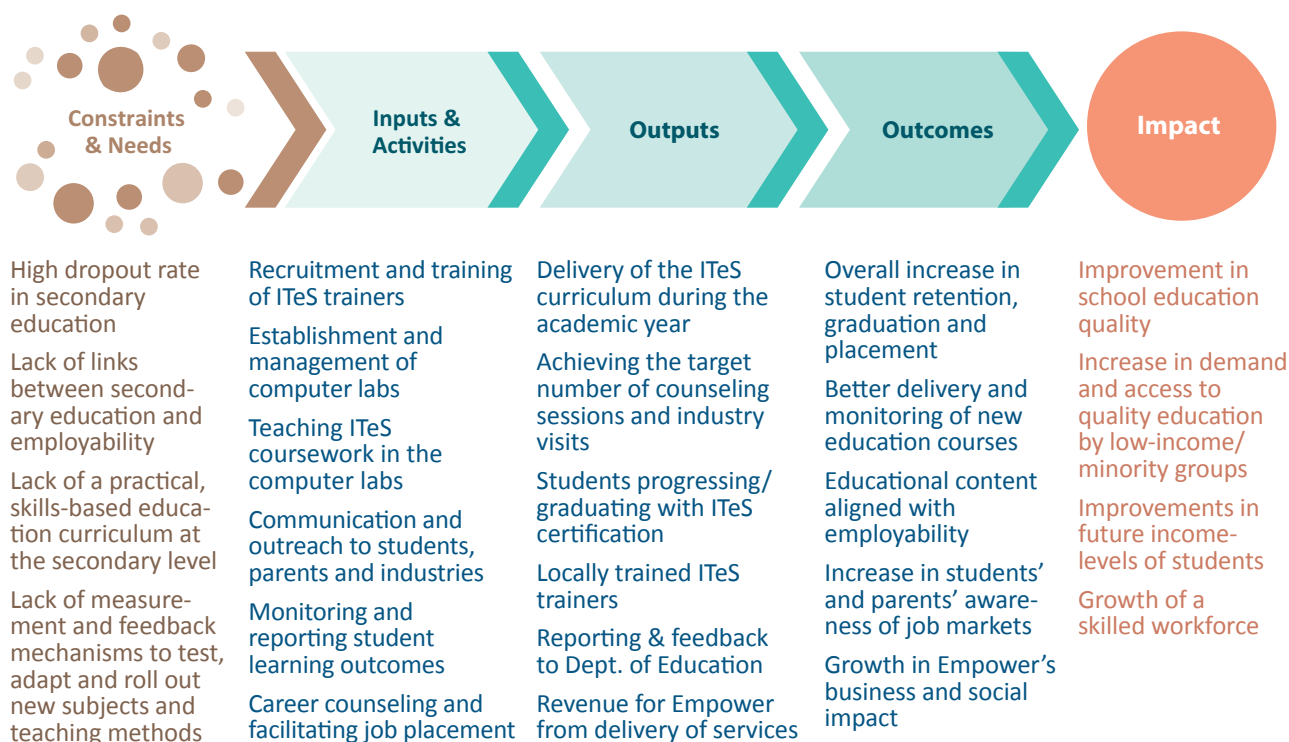 Constraints
& Needs
Inputs &
Activities
Outputs
Outcomes
Impact
High dropout rate
in secondary
education
Lack of links
between second-
ary education and
employability
Lack of a practical,
skills-based educa-
tion curriculum at
the secondary level
Lack of measure-
ment and feedback
mechanisms to test,
adapt and roll out
new subjects and
teaching methods
Recruitment and training
of ITeS trainers
Establishment and
management of
computer labs
Teaching ITeS
coursework in the
computer labs
Communication and
outreach to students,
parents and industries
Monitoring and
reporting student
learning outcomes
Career counseling and
facilitating job placement
Delivery of the ITeS
curriculum during the
academic year
Achieving the target
number of counseling
sessions and industry
visits
Students progressing/
graduating with ITeS
certification
Locally trained ITeS
trainers
Reporting & feedback
to Dept. of Education
Revenue for Empower
from delivery of services
Overall increase in
student retention,
graduation and
placement
Better delivery and
monitoring of new
education courses
Educational content
aligned with
employability
Increase in students’
and parents’ aware-
ness of job markets
Growth in Empower’s
business and social
impact
Improvement in
school education
quality
Increase in demand
and access to
quality education
by low-income/
minority groups
Improvements in
future income-
levels of students
Growth of a
skilled workforce